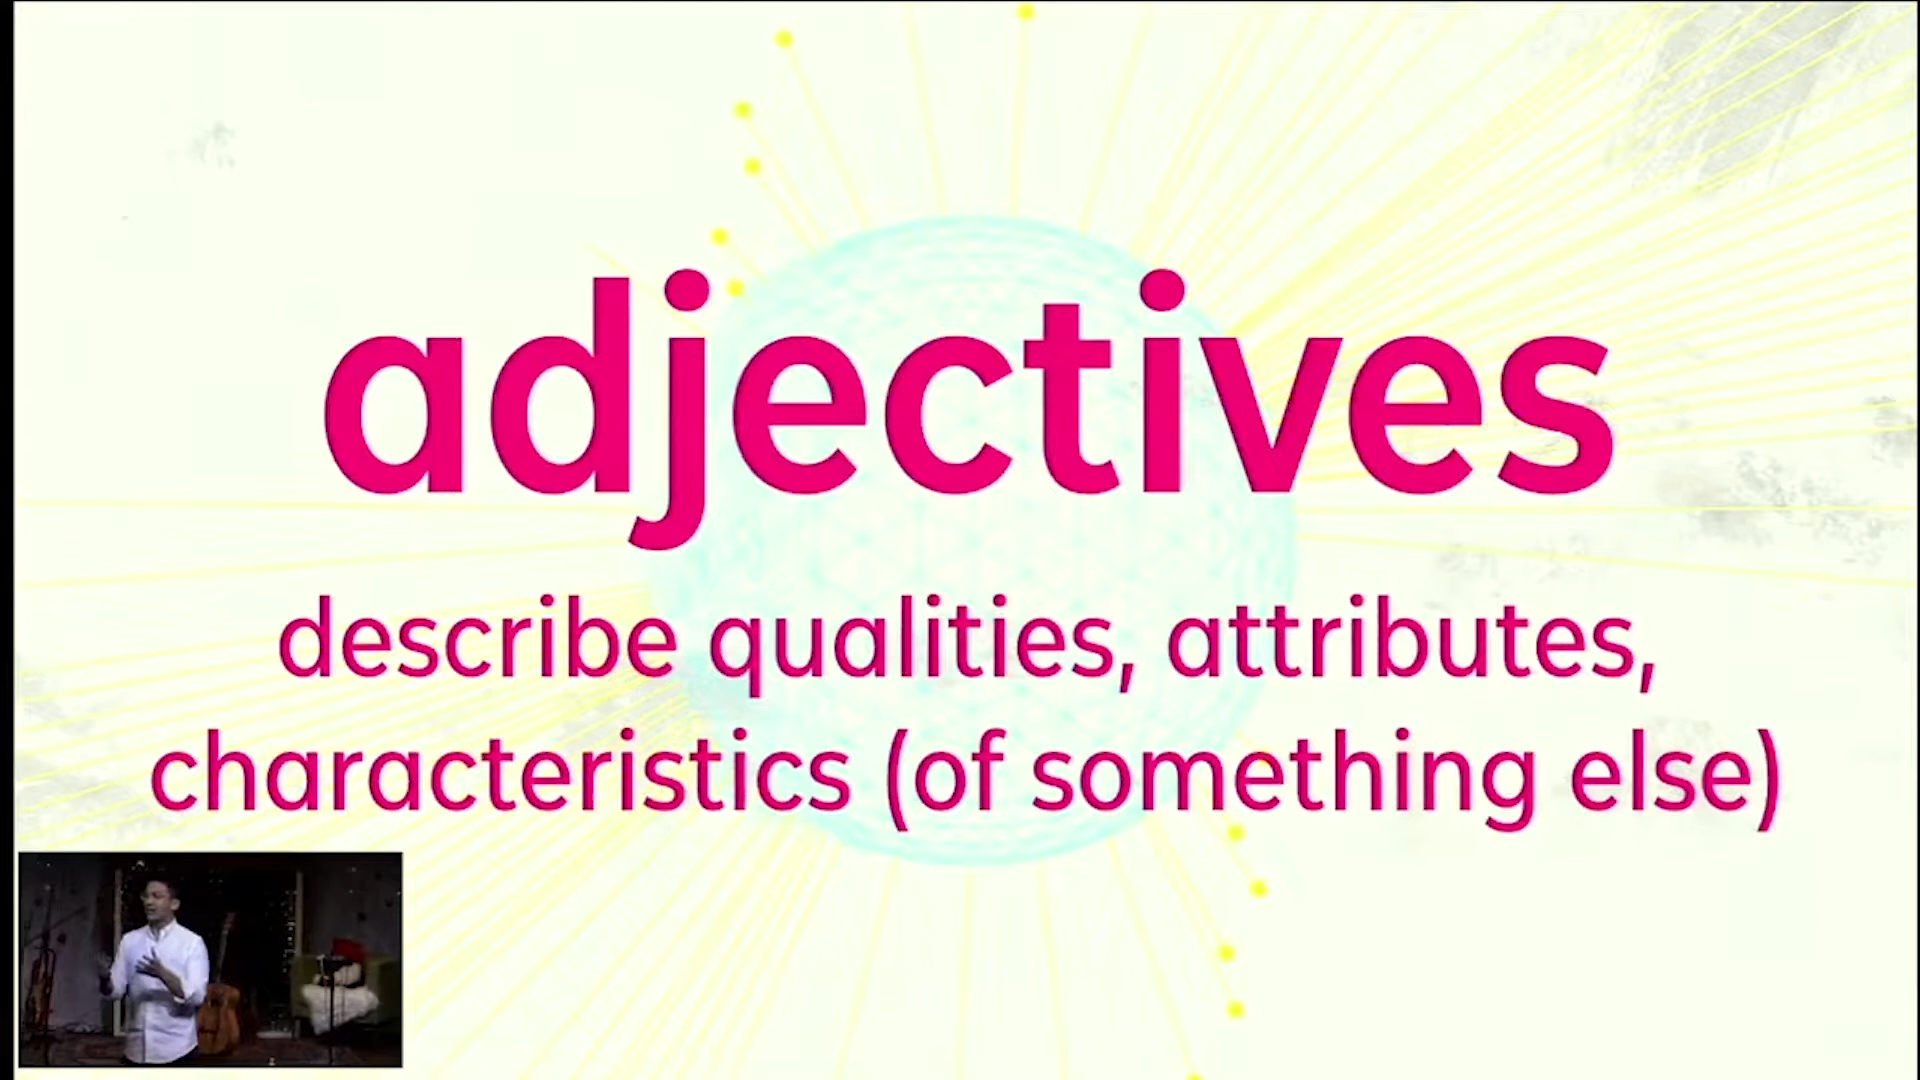 adjectives
describe qualities, attributes,
characteristics (of something else)